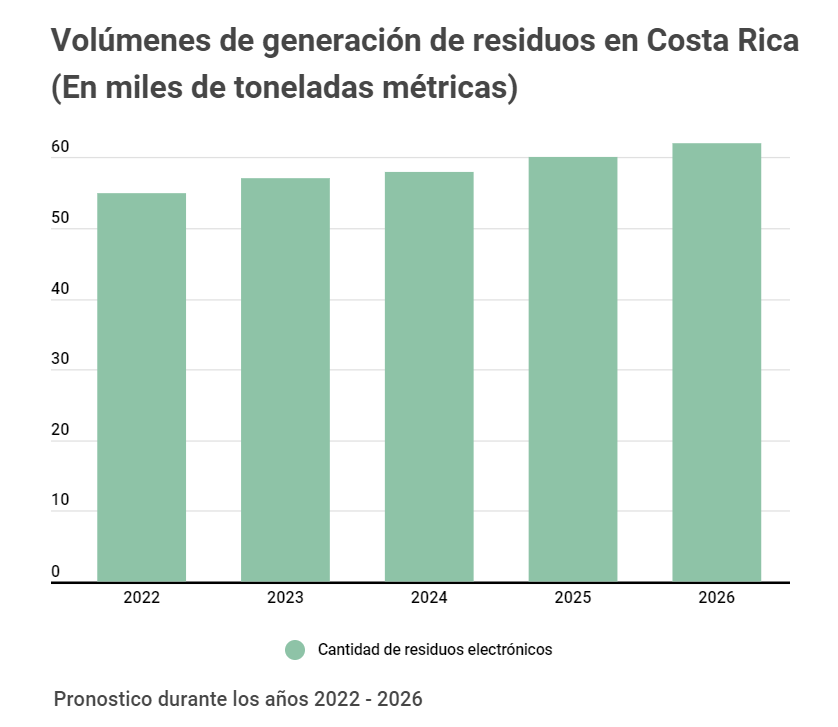 Volúmenes de generación de residuos en Costa Rica
(En miles de toneladas métricas)
60
50
40
30
20
10
0
2022 2023 2024 2025 2026
Cantidad de residuos electrónicos
Pronostico durante los años 2022 - 2026